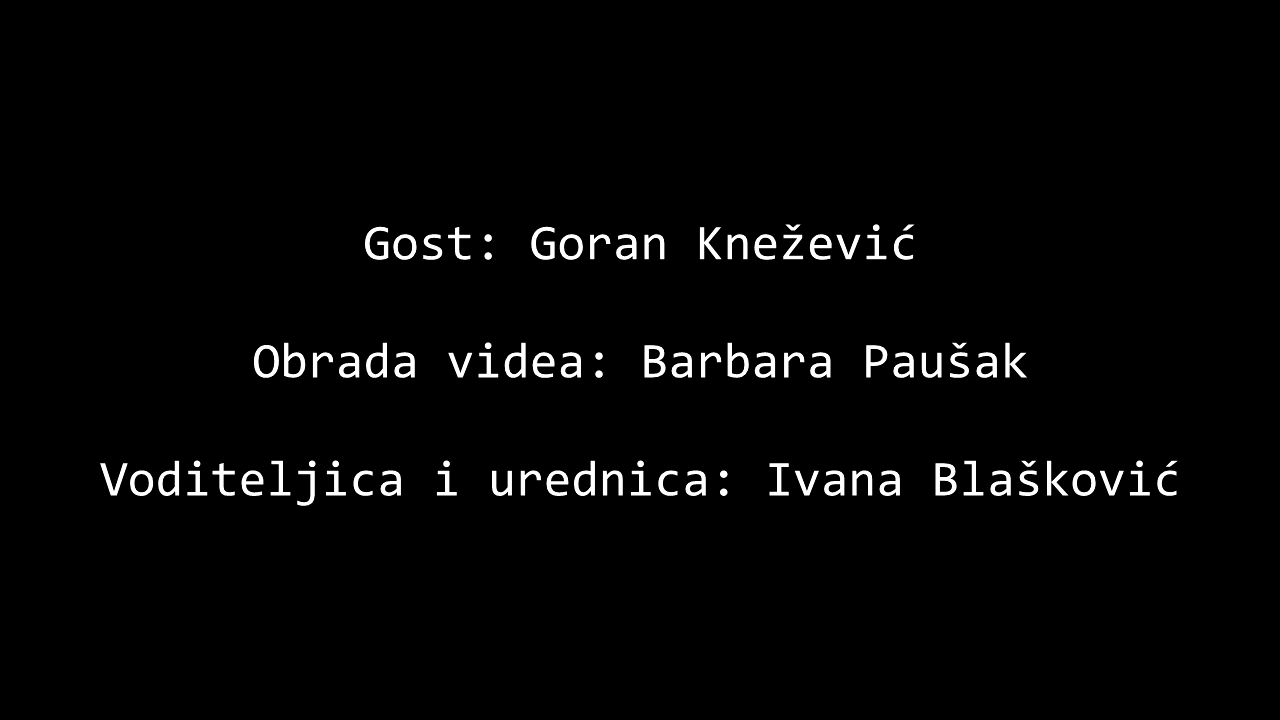 Gost: Goran Knežević
Obrada videa: Barbara Paušak
Voditeljica i urednica: Ivana Blašković